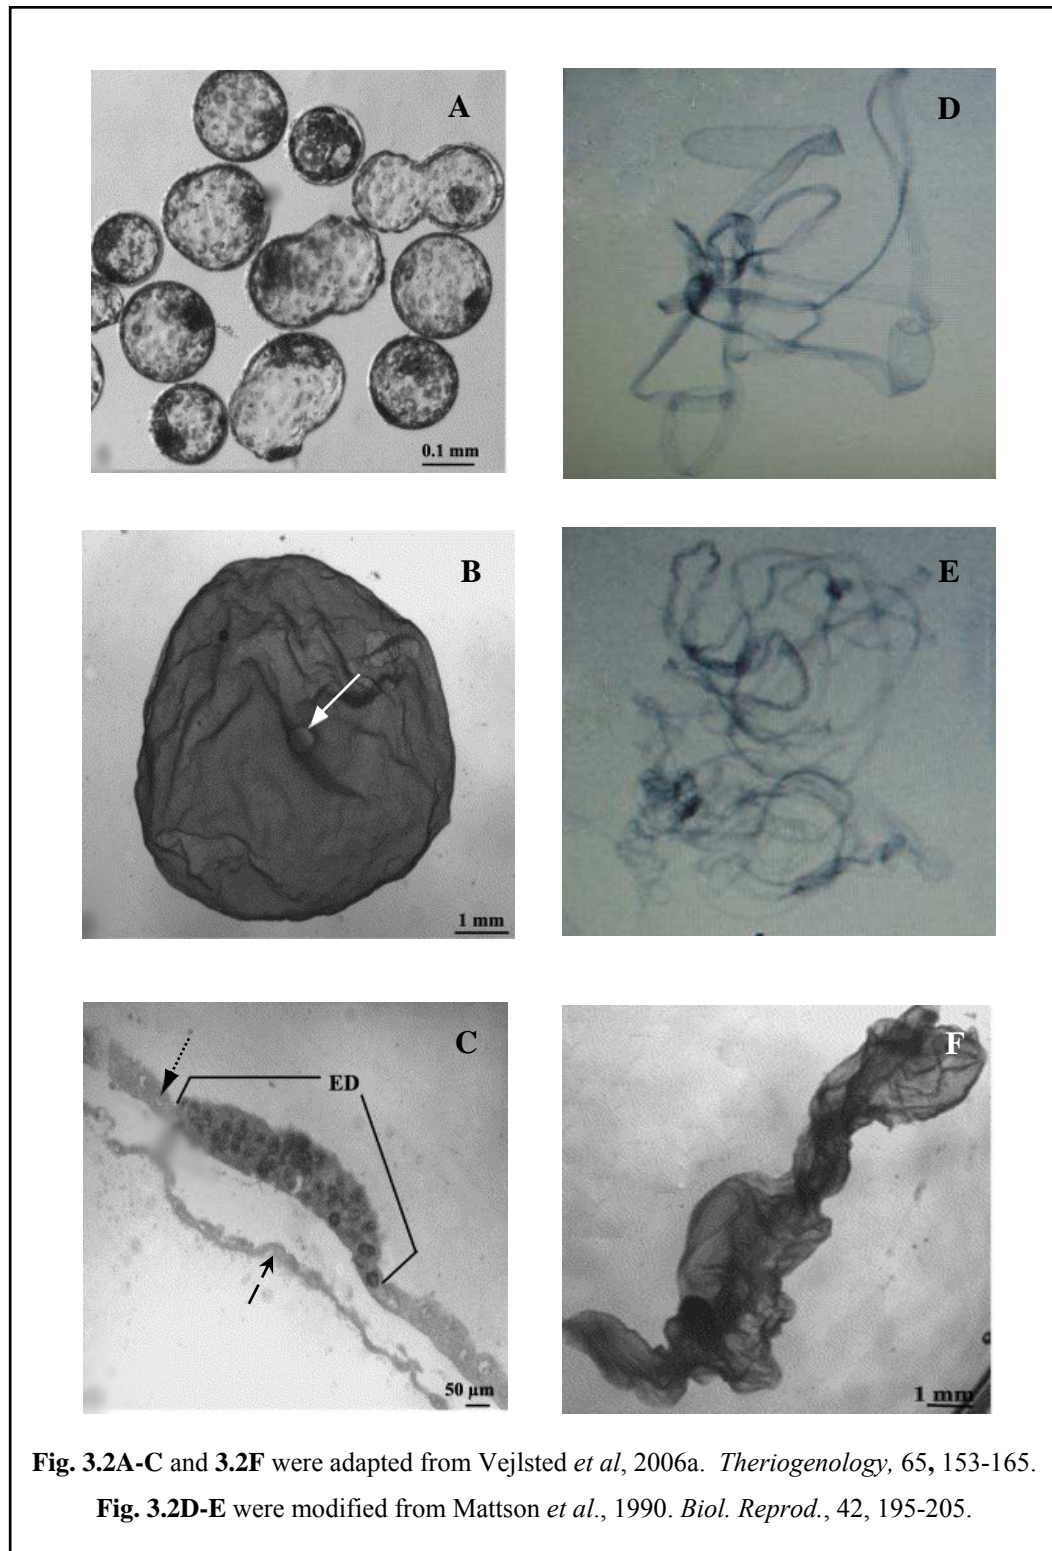 A
0.1 mm
D
B
1 mm
E
C
ED
50 µm
F
1 mm
Fig. 3.2A-C and 3.2F were adapted from Vejlsted et al, 2006a. Theriogenology, 65, 153-165.
Fig. 3.2D-E were modified from Mattson et al., 1990. Biol. Reprod., 42, 195-205.